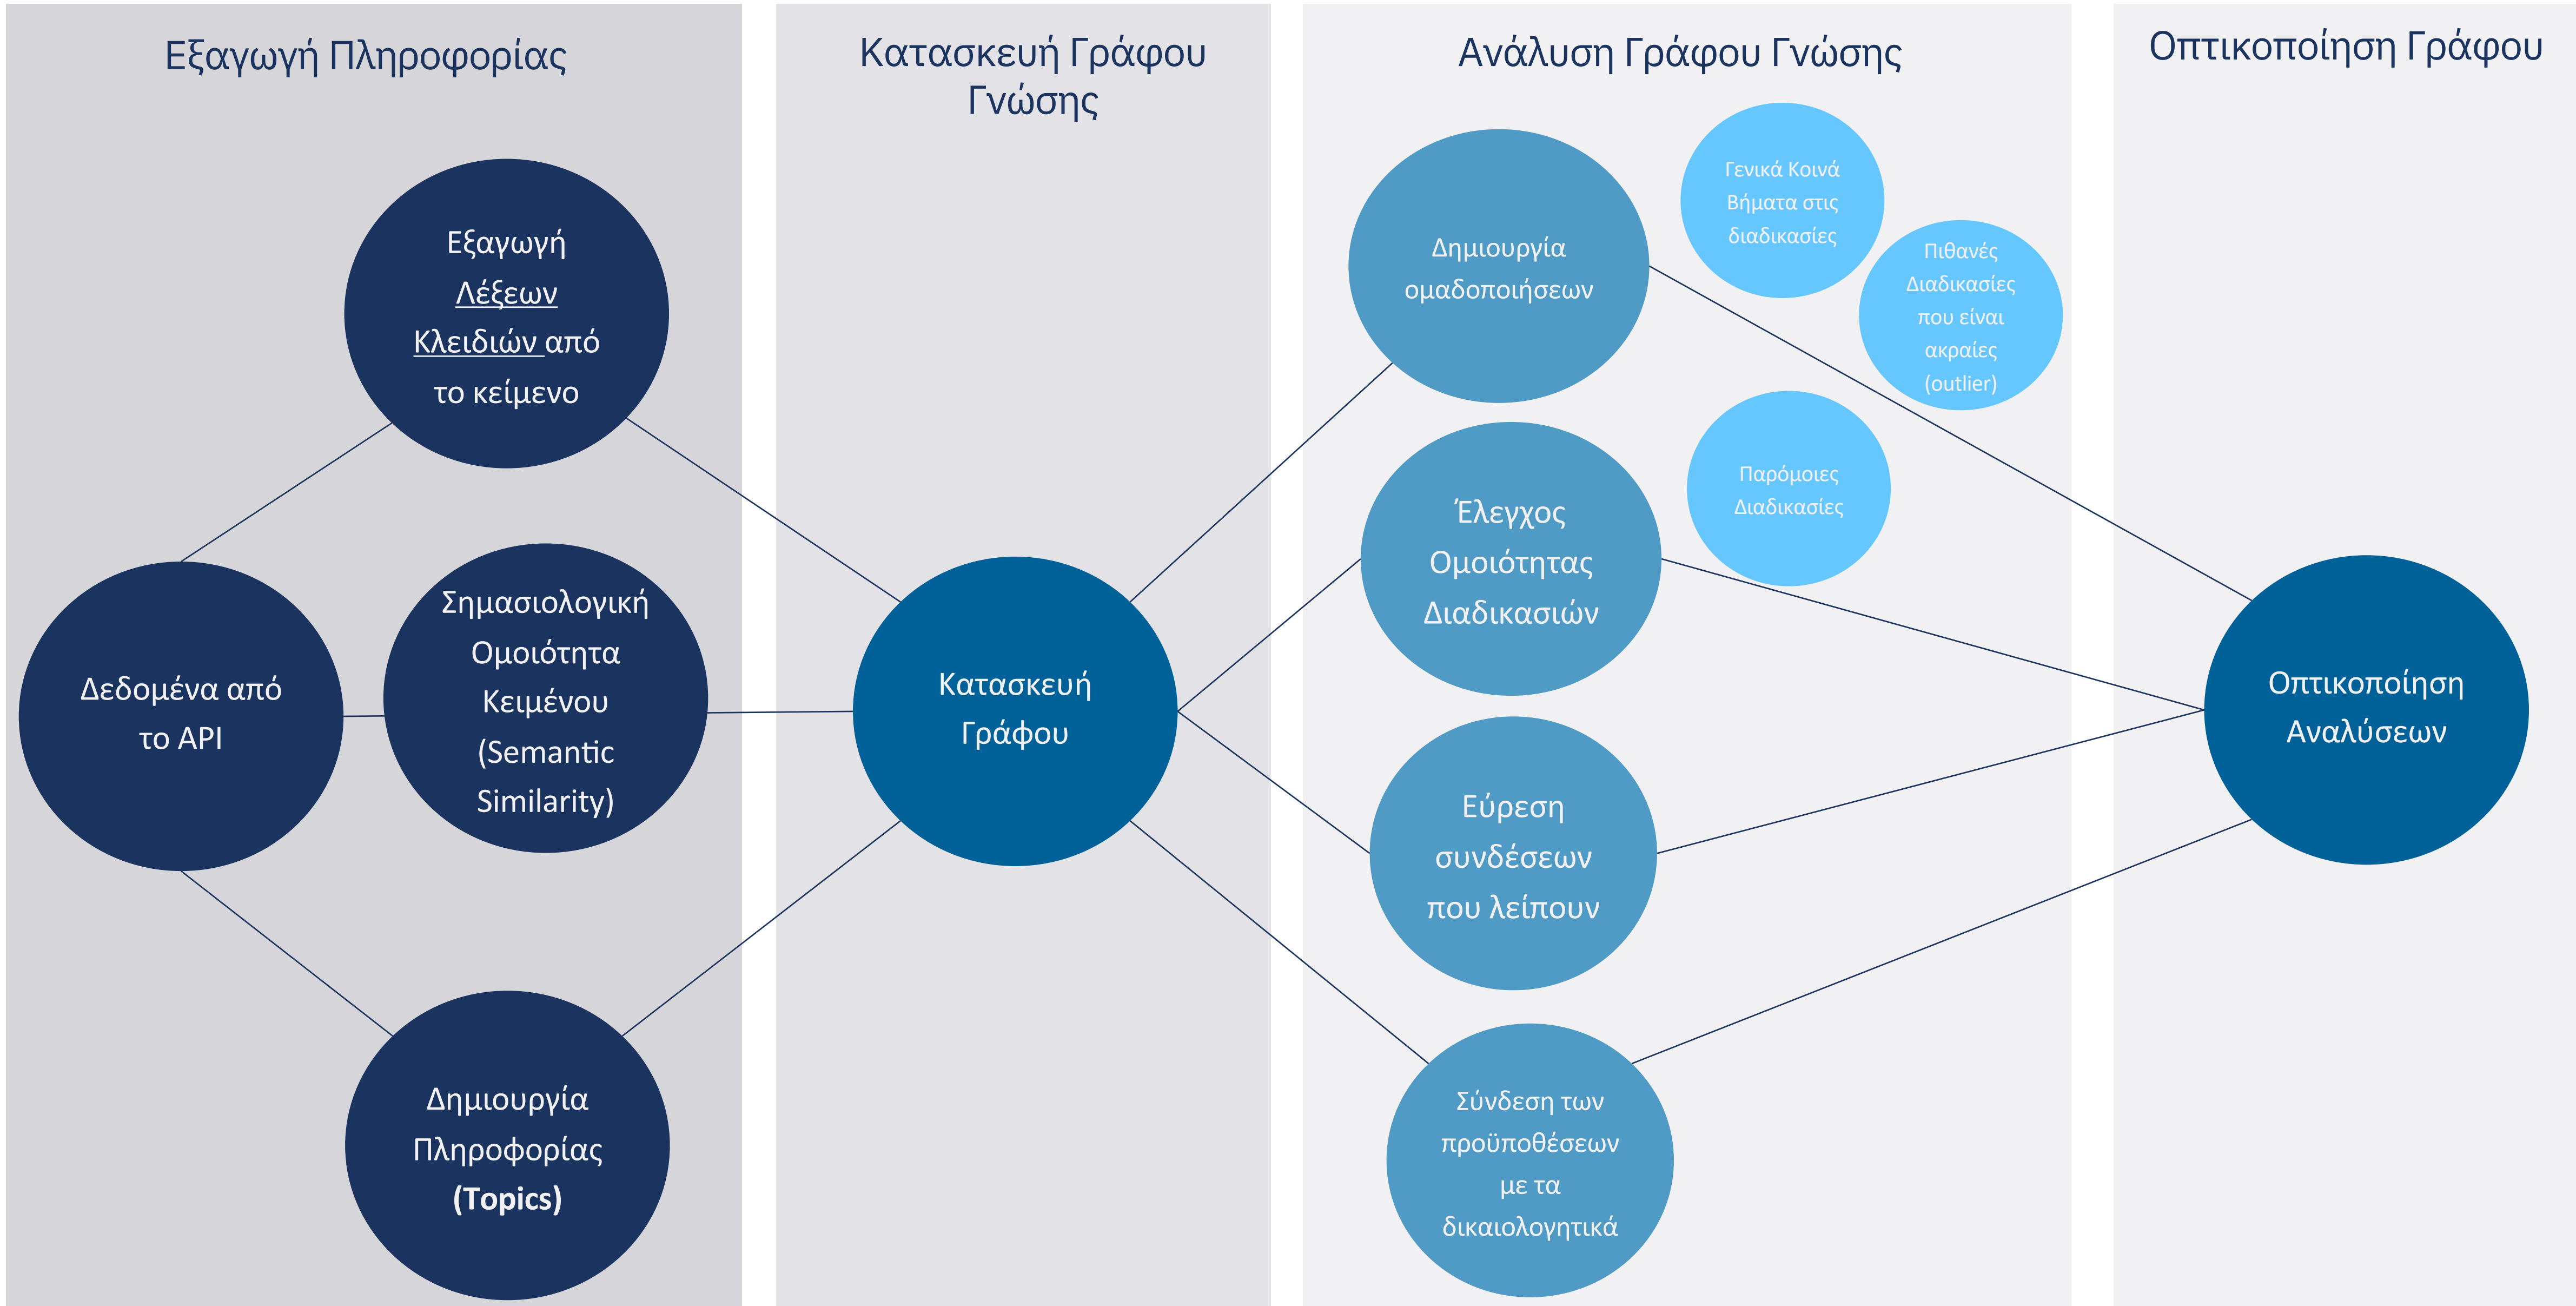 Εξαγωγή Πληροφορίας
Εξαγωγή
Λέξεων
Κλειδιών από
το κείμενο
Δεδομένα από
το API
Σημασιολογική
Ομοιότητα
Κειμένου
(Semantic
Similarity)
Δημιουργία
Πληροφορίας
(Topics)
Κατασκευή Γράφου
Γνώσης
Κατασκευή
Γράφου
Ανάλυση Γράφου Γνώσης
Δημιουργία
ομαδοποιήσεων
Γενικά Κοινά
Βήματα στις
διαδικασίες
Πιθανές
Διαδικασίες
που είναι
ακραίες
(outlier)
Έλεγχος
Ομοιότητας
Διαδικασιών
Παρόμοιες
Διαδικασίες
Εύρεση
συνδέσεων
που λείπουν
Σύνδεση των
προϋποθέσεων
με τα
δικαιολογητικά
Οπτικοποίηση Γράφου
Οπτικοποίηση
Αναλύσεων